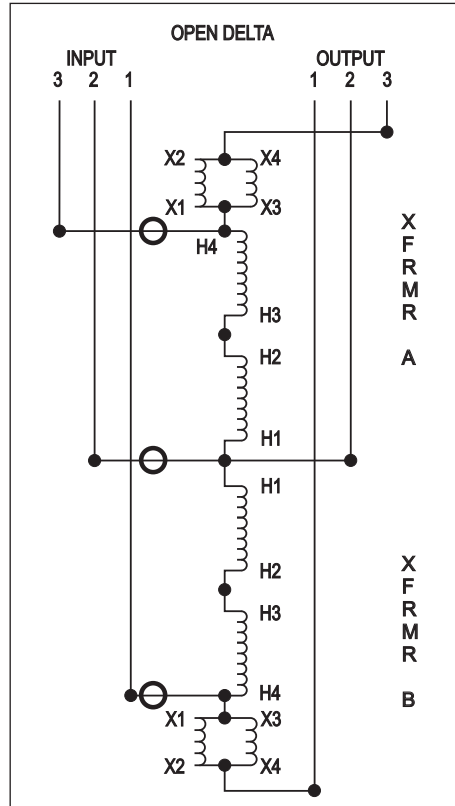 OPEN DELTA
INPUT OUTPUT
3 2 1 1 2 3
X2 X4
X1 X3
H4
H3
H2
H1
H1
H2
H3
H4
X1 X3
X2 X4
X
F
R
M
R
A
X
F
R
M
R
B